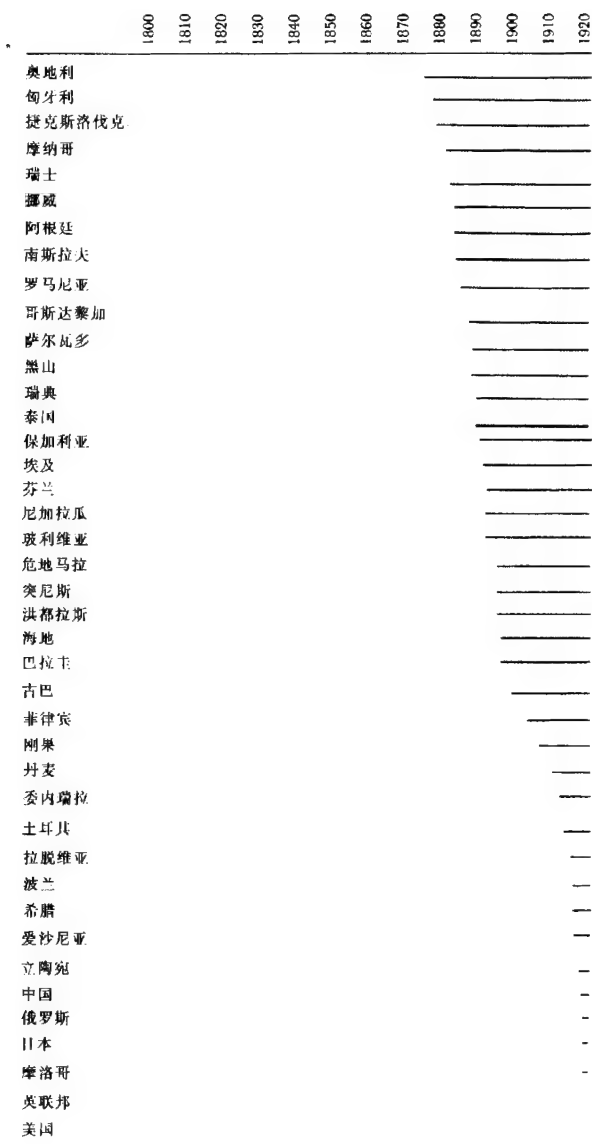 1800 1810 1820 1830 1840 1850 1860 1870 1880 1890 1900 1910 1920
奥地利
匈牙利
捷克斯洛伐克
摩纳哥
瑞士
挪威
阿根廷
南斯拉夫
罗马尼亚
哥斯达黎加
萨尔瓦多
黑山
瑞典
泰国
保加利亚
埃及
芬兰
尼加拉瓜
玻利维亚
危地马拉
突尼斯
洪都拉斯
海地
巴拉圭
古巴
菲律宾
刚果
丹麦
委内瑞拉
土耳其
拉脱维亚
波兰
希腊
爱沙尼亚
立陶宛
中国
俄罗斯
日本
摩洛哥
英联邦
美国